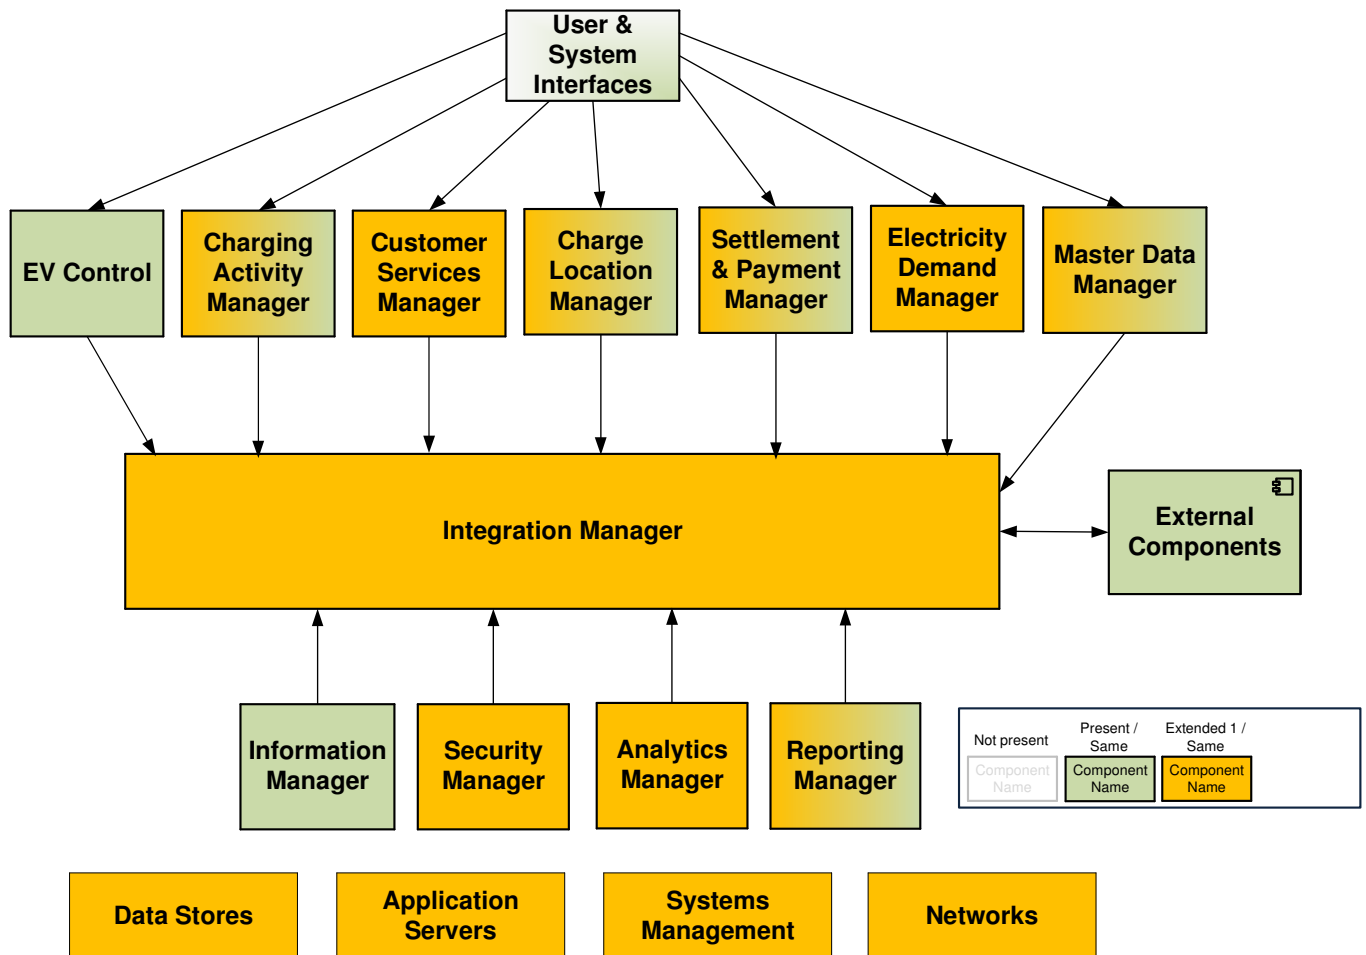 User &
System
Interfaces
EV Control
Charging
Activity
Manager
Customer
Services
Manager
Charge
Location
Manager
Settlement
& Payment
Manager
Electricity
Demand
Manager
Master Data
Manager
Integration Manager
External
Components
Information
Manager
Security
Manager
Analytics
Manager
Reporting
Manager
Not present
Present /
Same
Extended 1 /
Same
Component
Name
Component
Name
Component
Name
Data Stores
Application
Servers
Systems
Management
Networks